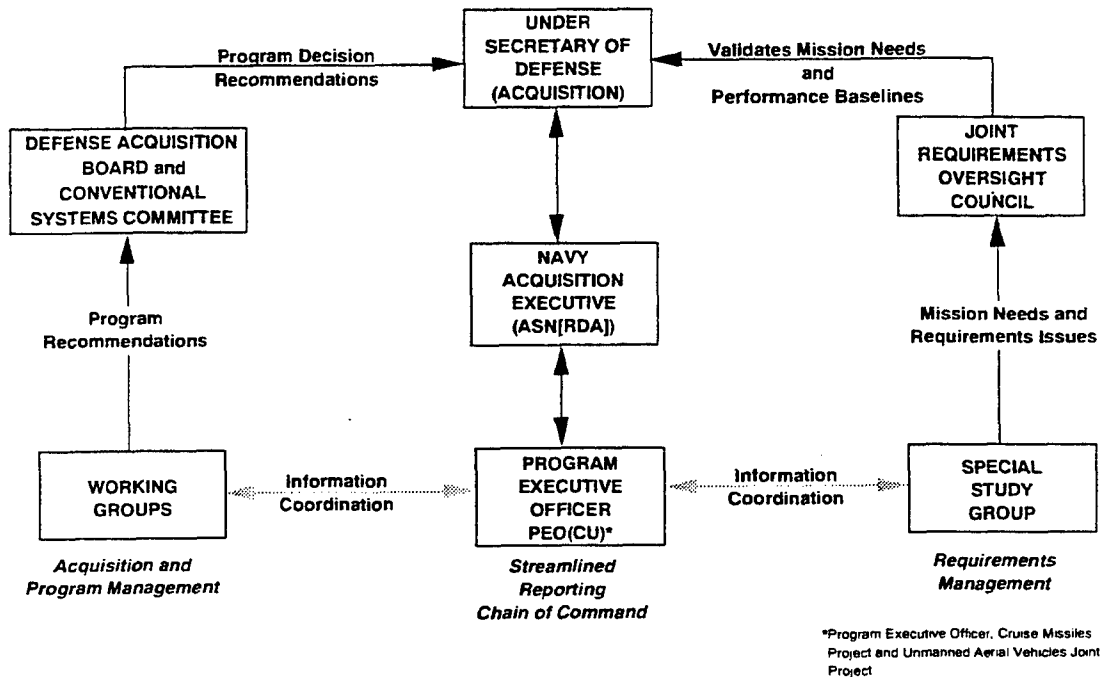 UNDER
SECRETARY OF
DEFENSE
(ACQUISITION)
Program Decision
Recommendations
Validates Mission Needs
and
Performance Baselines
DEFENSE ACQUISITION
BOARD and
CONVENTIONAL
SYSTEMS COMMITTEE
JOINT
REQUIREMENTS
OVERSIGHT
COUNCIL
NAVY
ACQUISITION
EXECUTIVE
(ASN[RDA])
Program
Recommendations
Mission Needs and
Requirements Issues
WORKING
GROUPS
Information
Coordination
PROGRAM
EXECUTIVE
OFFICER
PEO(CU)*
Information
Coordination
SPECIAL
STUDY
GROUP
Acquisition and
Program Management
Streamlined
Reporting
Chain of Command
Requirements
Management
*Program Executive Officer, Cruise Missiles
Project and Unmanned Aerial Vehicles Joint
Project